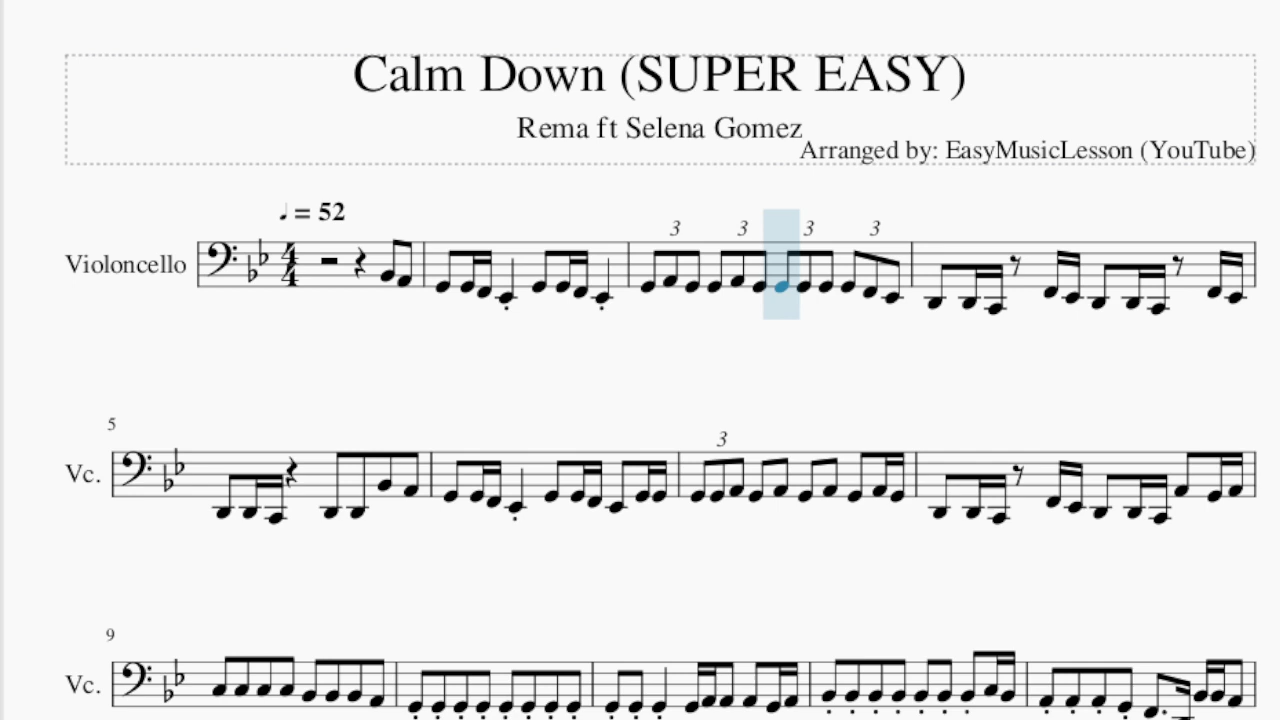 Calm Down (SUPER EASY)
Rema ft Selena Gomez
Arranged by: EasyMusicLesson (YouTube)
♩ = 52
3 3 3 3
Violoncello
4
4
5
3
Vc.
9
Vc.